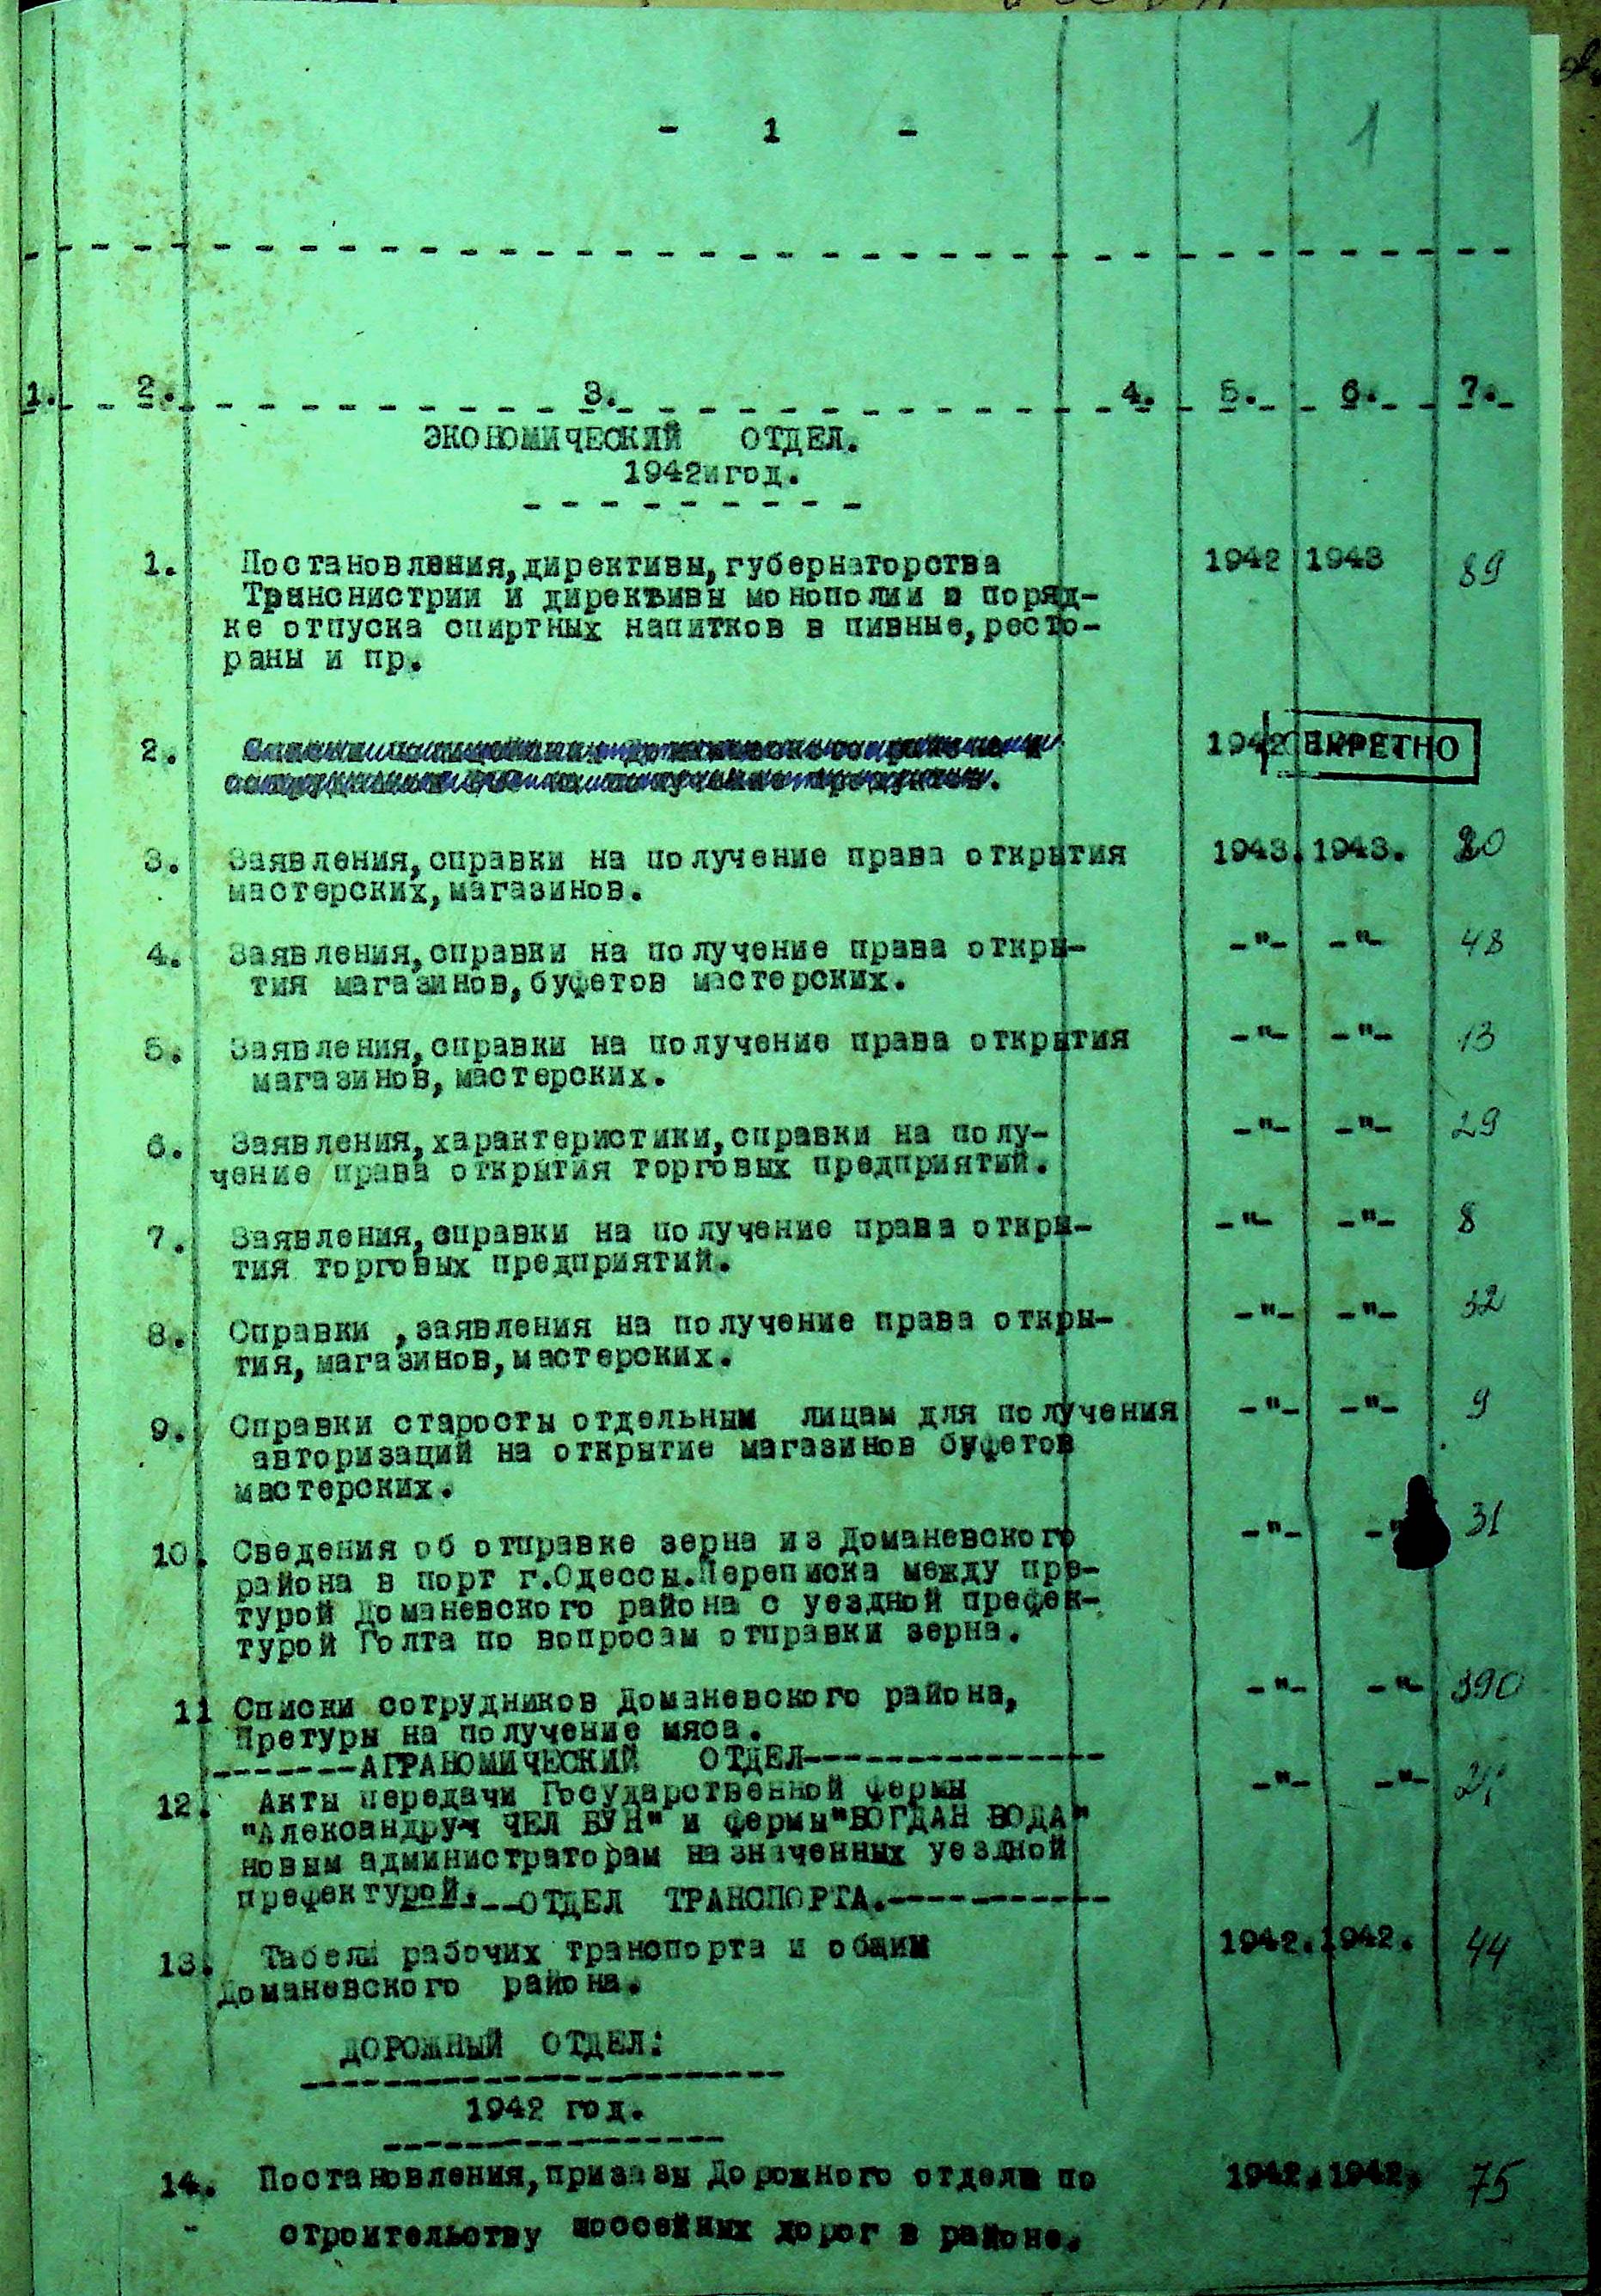 - 1 -
1
1. 2. 3. 4. 5. 6. 7.
ЭКОНОМИЧЕСКИЙ ОТДЕЛ.
1942и год.
1. Постановления, директивы, губернаторства 1942 1943 89
Транснистрии и директивы монополии о поряд-
ке отпуска спиртных напитков в пивные, ресто-
раны и пр.
2. 1942 СЕКРЕТНО
3. Заявления, справки на получение права открытия 1943. 1943. 20
мастерских, магазинов.
4. Заявления, справки на получение права откры- -"- -"- 48
тия магазинов, буфетов мастерских.
5. Заявления, справки на получение права открытия -"- -"- 13
магазинов, мастерских.
6. Заявления, характеристики, справки на полу- -"- -"- 29
чение права открытия торговых предприятий.
7. Заявления, справки на получение права откры- -"- -"- 8
тия торговых предприятий.
8. Справки , заявления на получение права откры- -"- -"- 32
тия, магазинов, мастерских.
9. Справки старосты отдельным лицам для получения -"- -"- 9
авторизаций на открытие магазинов буфетов
мастерских.
10. Сведения об отправке зерна из Доманевского -"- -" 31
района в порт г.Одессы. Переписка между пре-
турой Доманевского района с уездной префек-
турой Голта по вопросам отправки зерна.
11 Списки сотрудников Доманевского района, -"- -"- 390
Претуры на получение мяса.
-------АГРАНОМИЧЕСКИЙ ОТДЕЛ---------------
12. Акты передачи Государственной фермы -"- -"-
"Александруч ЧЕЛ БУН" и фермы "БОГДАН ВОДА"
новым администраторам назначенных уездной
префектурой.__ОТДЕЛ ТРАНСПОРТА.-----------
13. Табели рабочих транспорта и общин 1942. 1942. 44
Доманевского района.
ДОРОЖНЫЙ ОТДЕЛ:
1942 год.
14. Постановления, приказы Дорожного отдела по 1942. 1942. 75
строительству шоссейных дорог в районе.